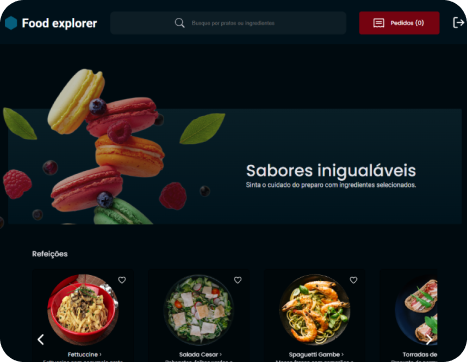 Food explorer
Busque por pratos ou ingredientes
Pedidos (0)
Sabores inigualáveis
Sinta o cuidado do preparo com ingredientes selecionados.
Refeições
Fettuccine ›
Salada Cesar ›
Spaguetti Gambe ›
Torradas de